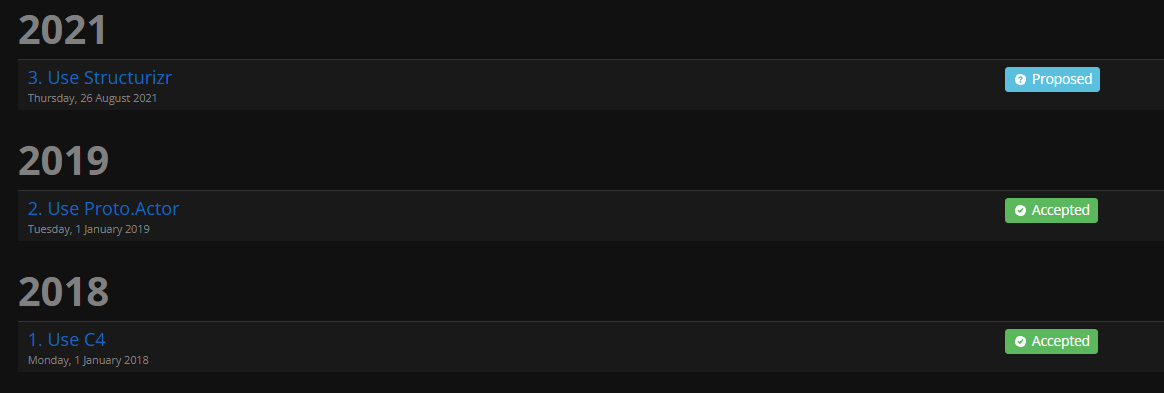 2021
3. Use Structurizr
Proposed
Thursday, 26 August 2021
2019
2. Use Proto.Actor
Accepted
Tuesday, 1 January 2019
2018
1. Use C4
Accepted
Monday, 1 January 2018